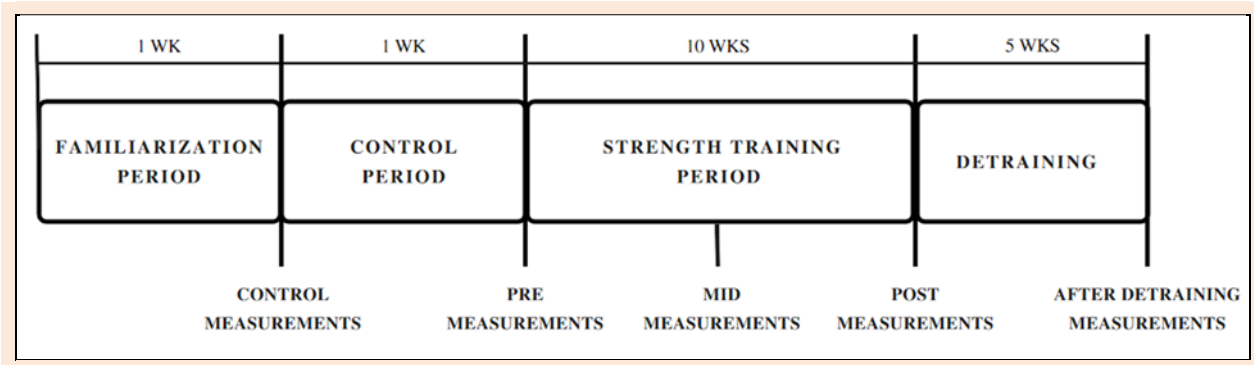 1 WK
1 WK
10 WKS
5 WKS
FAMILIARIZATION
PERIOD
CONTROL
PERIOD
STRENGTH TRAINING
PERIOD
DETRAINING
CONTROL
MEASUREMENTS
PRE
MEASUREMENTS
MID
MEASUREMENTS
POST
MEASUREMENTS
AFTER DETRAINING
MEASUREMENTS